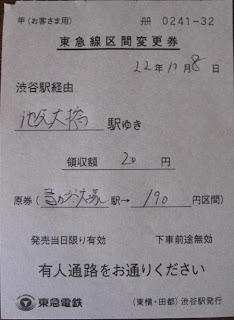 甲(お客さま用) 冊 0241-32
東急線区間変更券
22年11月8日
渋谷駅経由
池尻大橋 駅ゆき
領収額 20 円
原券( 駅→ 190 円区間)
発売当日限り有効 下車前途無効
有人通路をお通りください
東急電鉄 (東横・田都) 渋谷駅発行